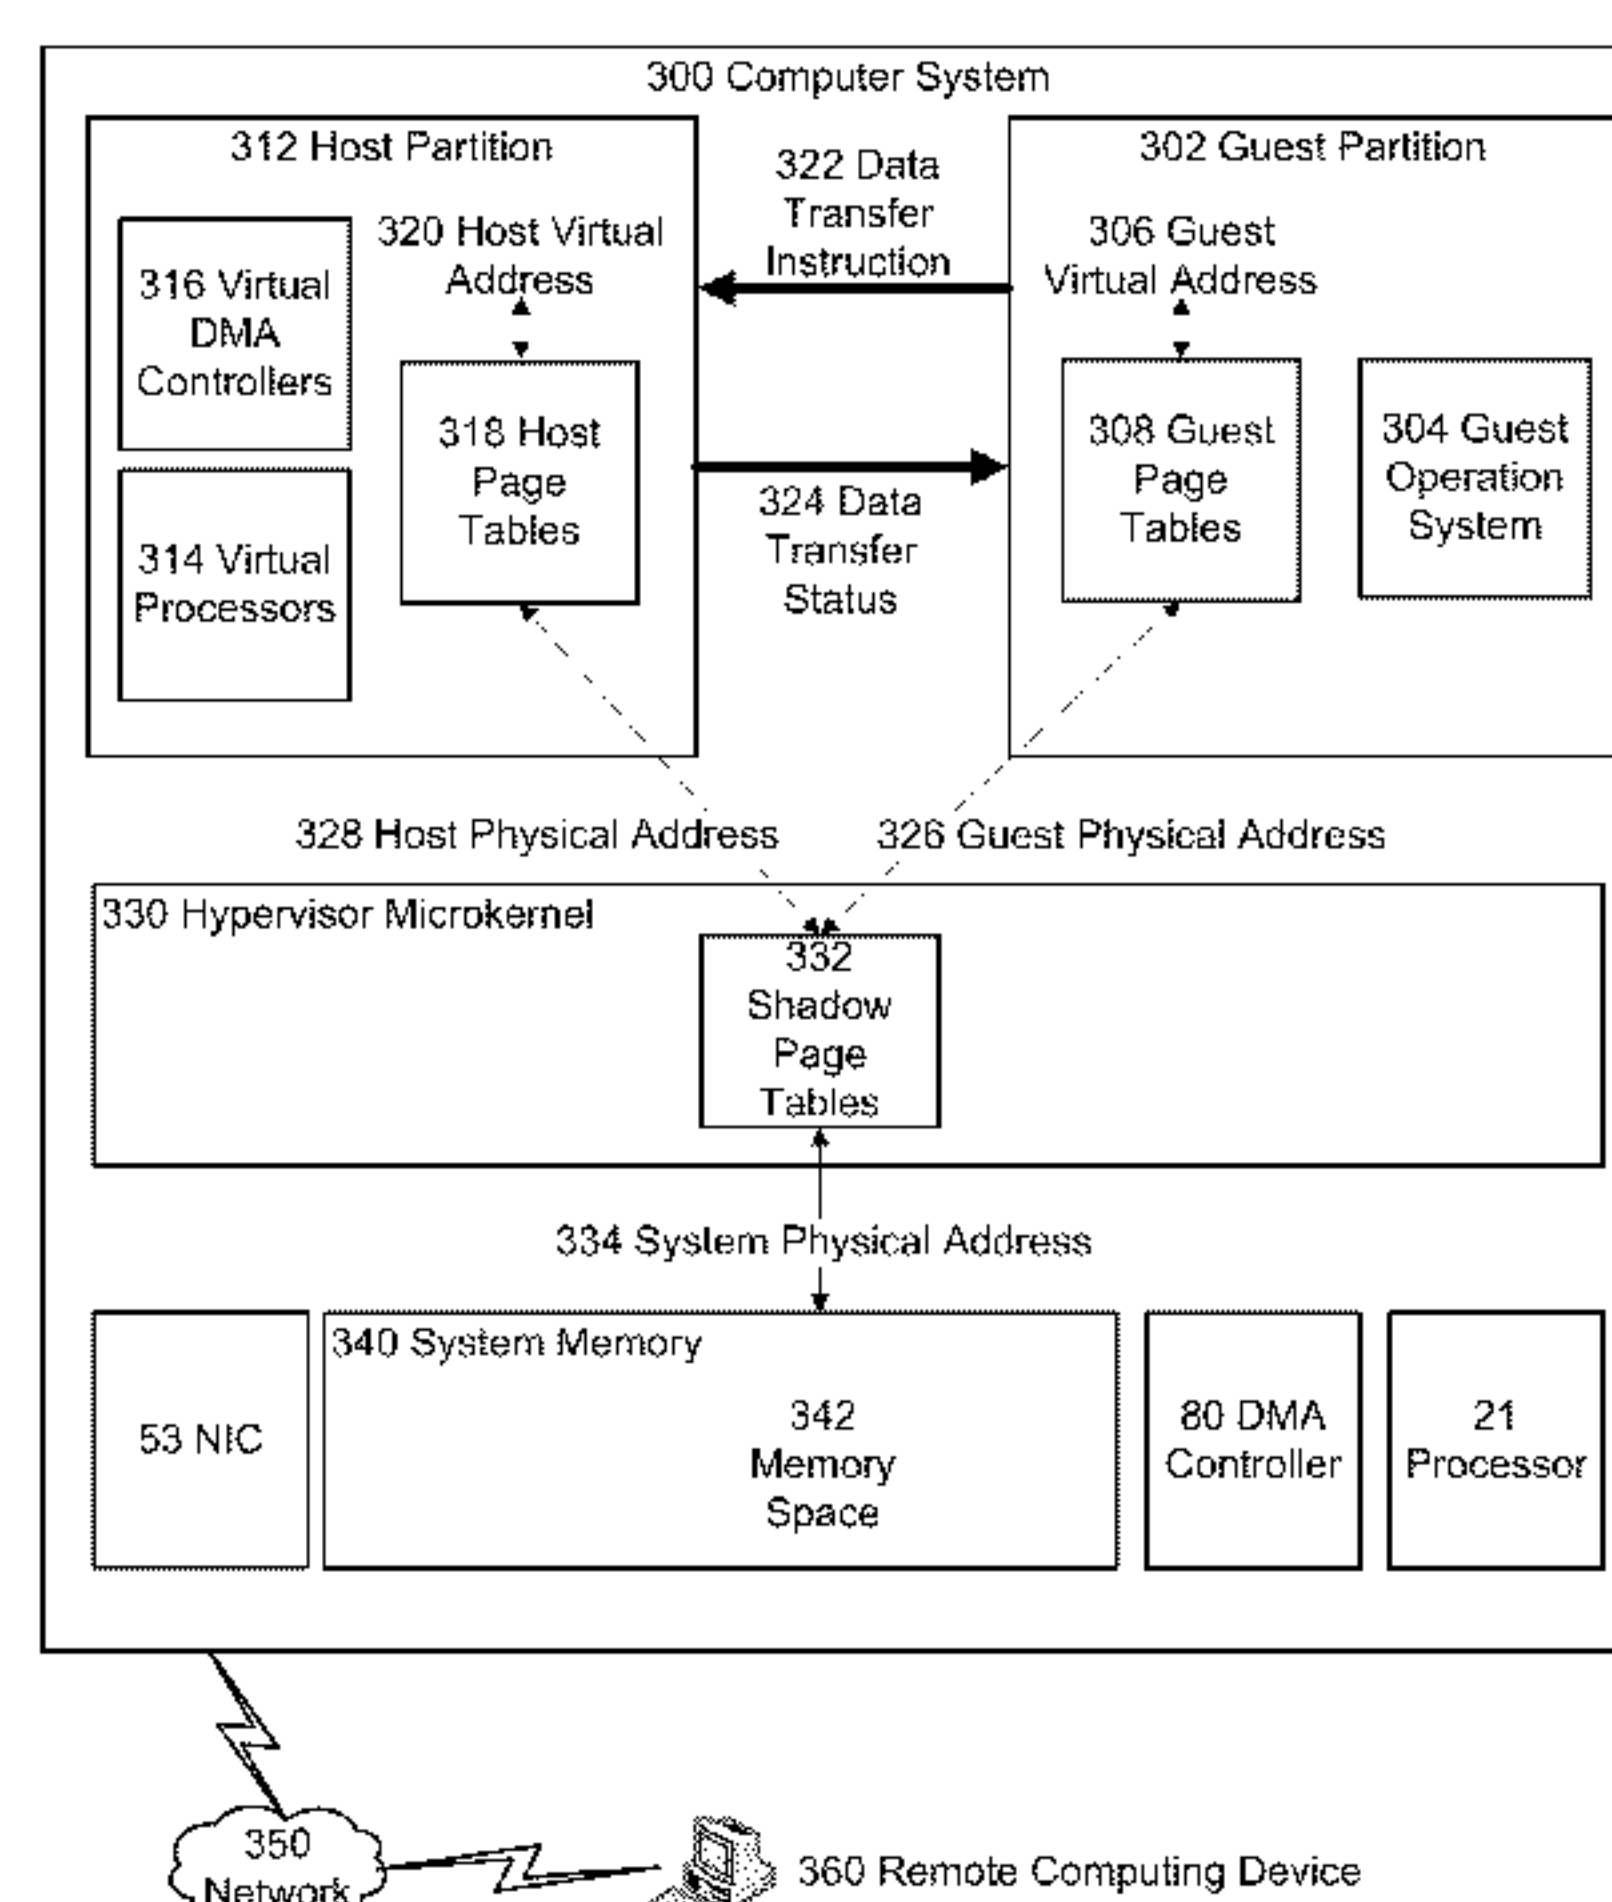 300 Computer System
312 Host Partition
322 Data
Transfer
Instruction
302 Guest Partition
320 Host Virtual
Address
306 Guest
Virtual Address
316 Virtual
DMA
Controllers
318 Host
Page
Tables
308 Guest
Page
Tables
304 Guest
Operation
System
324 Data
Transfer
Status
314 Virtual
Processors
328 Host Physical Address
326 Guest Physical Address
330 Hypervisor Microkernel
332
Shadow
Page
Tables
334 System Physical Address
340 System Memory
53 NIC
342
Memory
Space
80 DMA
Controller
21
Processor
350
Network
360 Remote Computing Device